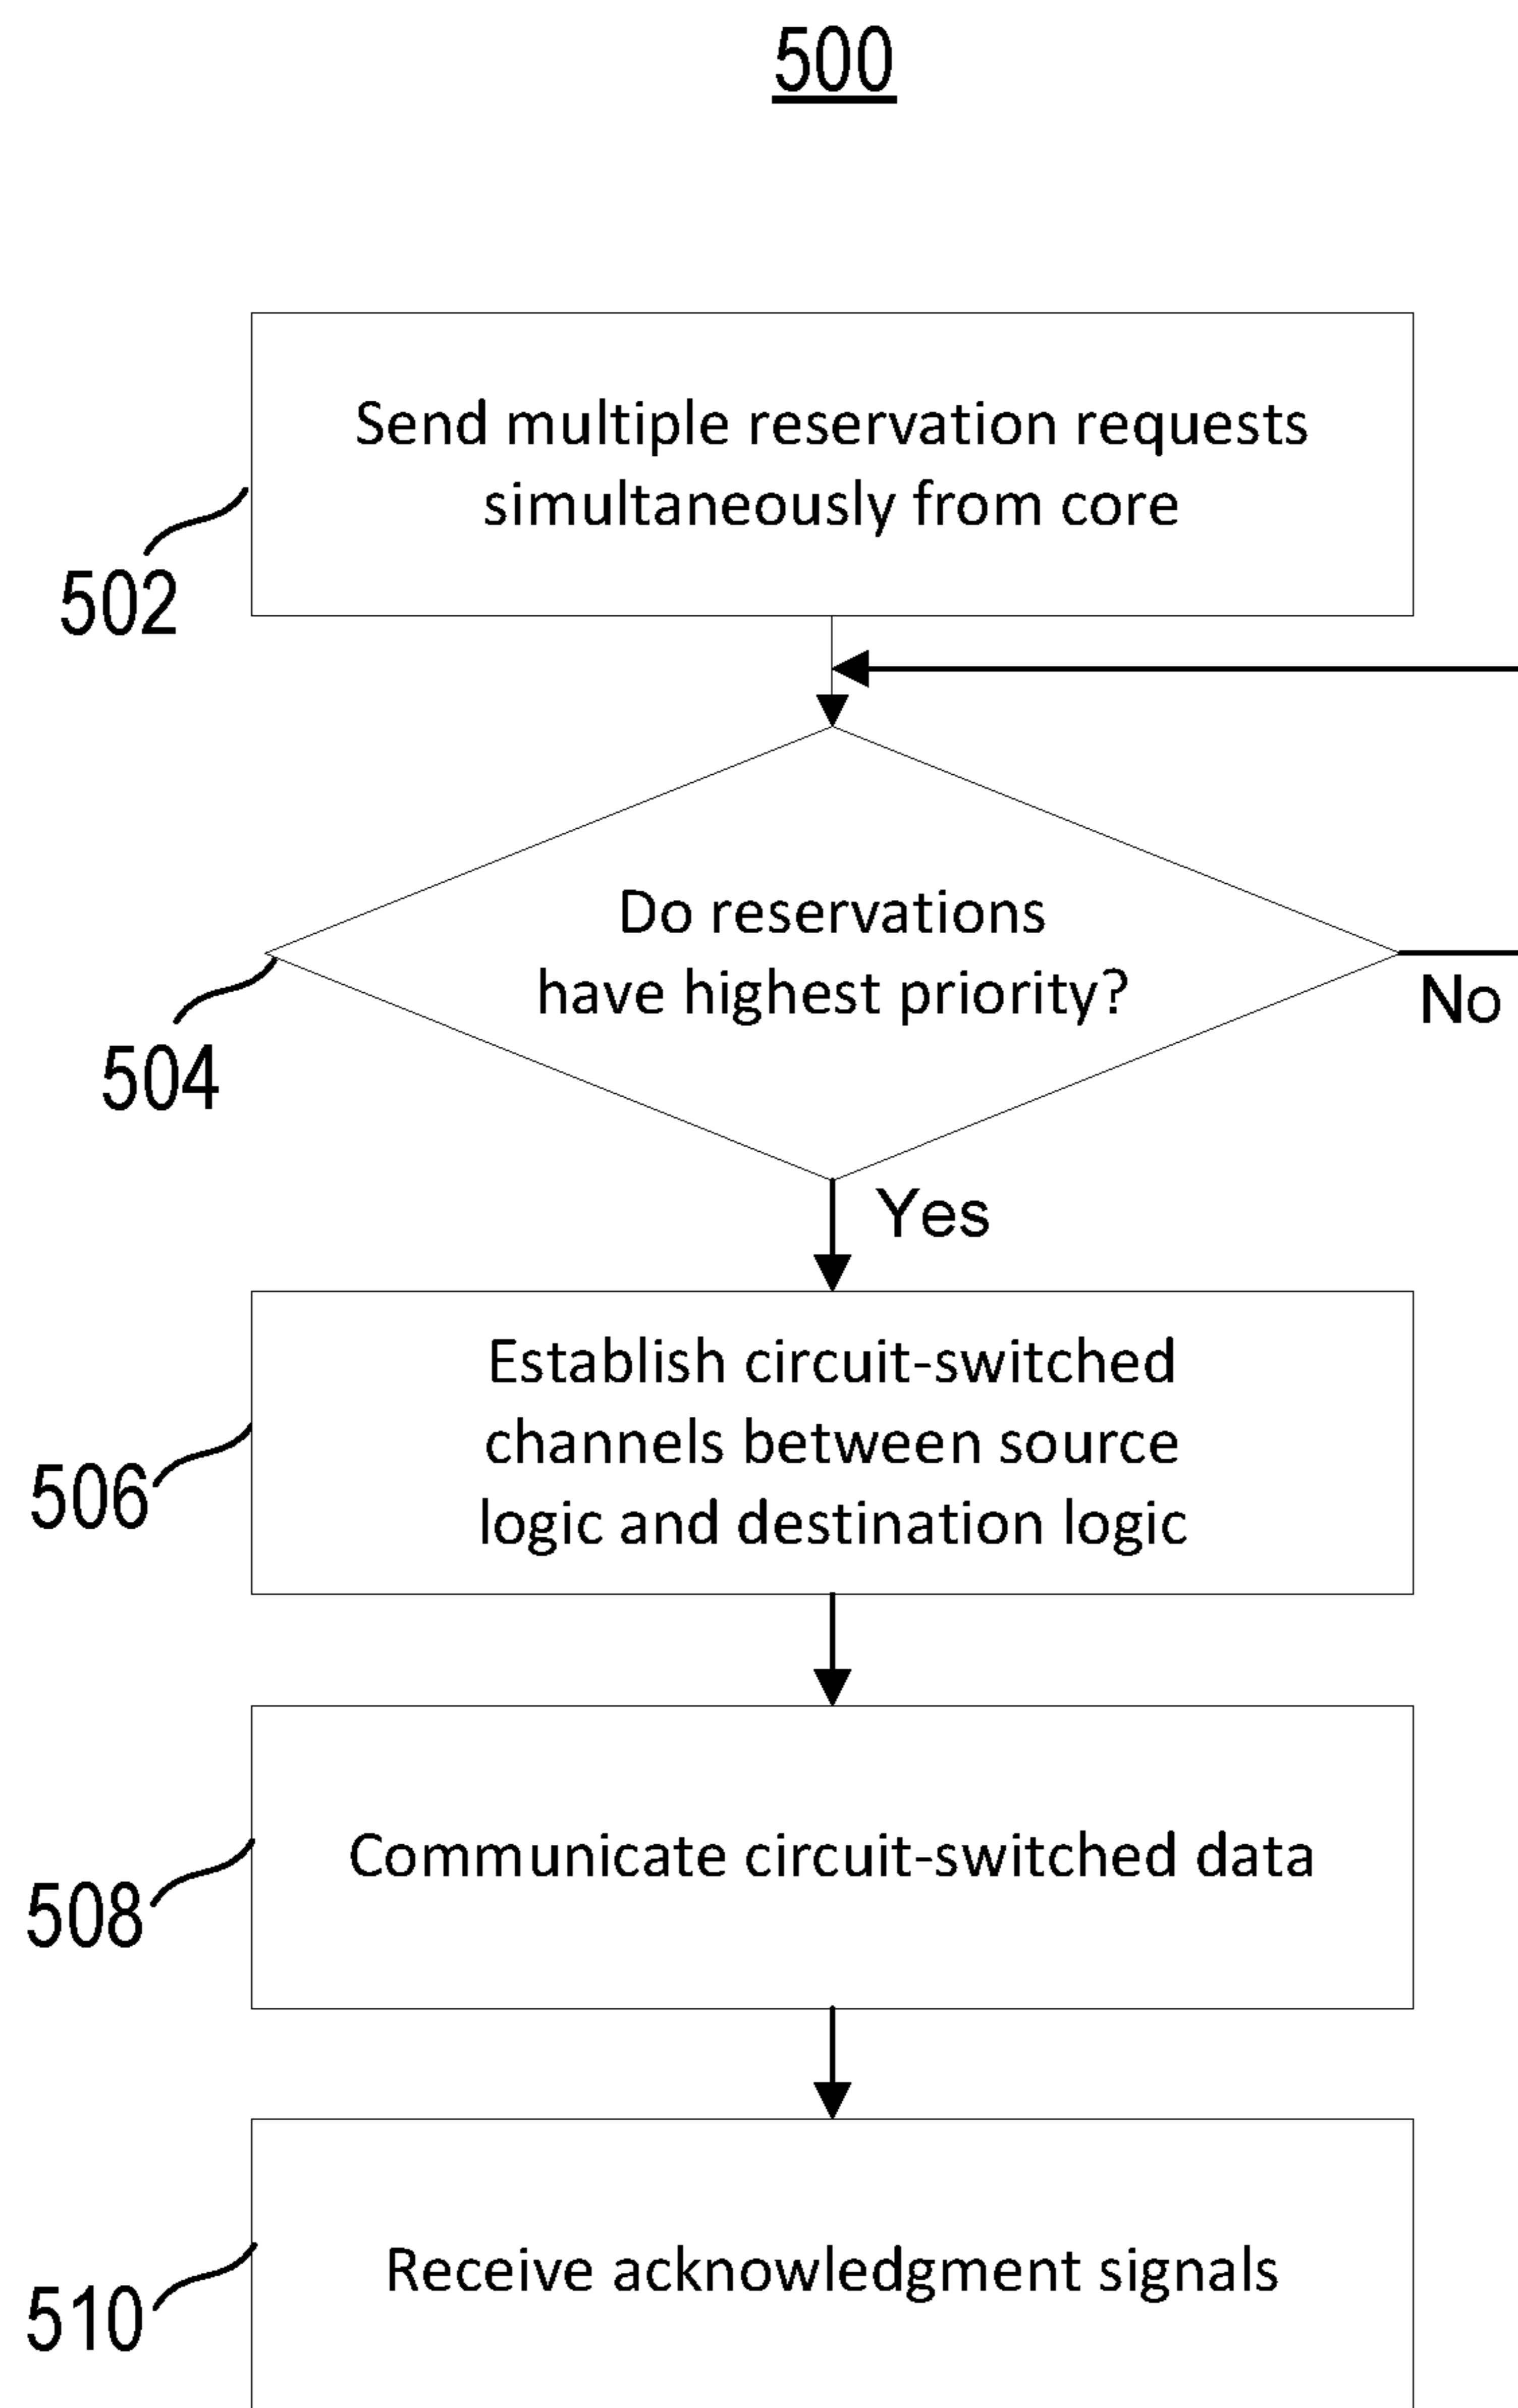 500
Send multiple reservation requests
simultaneously from core
502
Do reservations
have highest priority?
No
504
Yes
Establish circuit-switched
channels between source
logic and destination logic
506
Communicate circuit-switched data
508
Receive acknowledgment signals
510